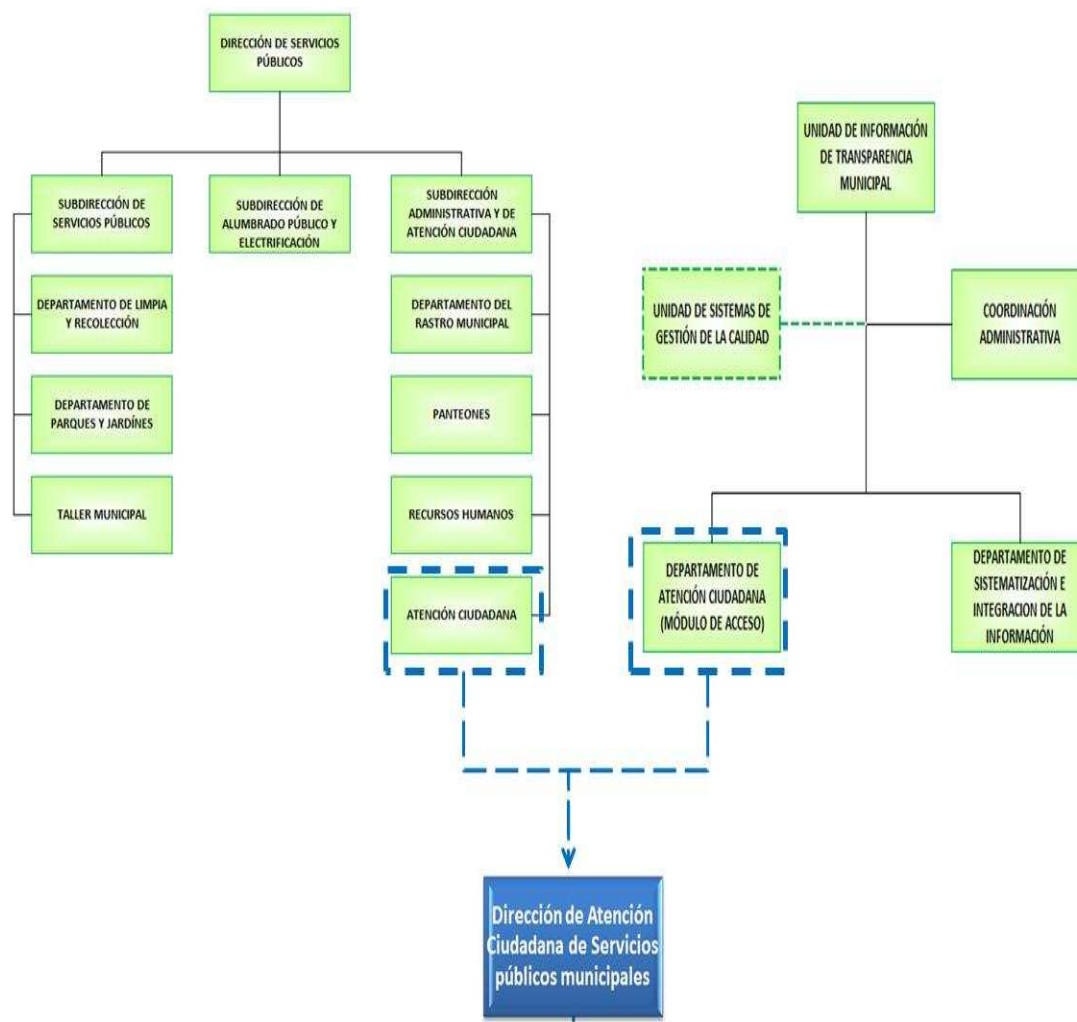 DIRECCIÓN DE SERVICIOS
PÚBLICOS
SUBDIRECCIÓN DE
SERVICIOS PÚBLICOS
SUBDIRECCIÓN DE
ALUMBRADO PÚBLICO Y
ELECTRIFICACIÓN
SUBDIRECCIÓN
ADMINISTRATIVA Y DE
ATENCIÓN CIUDADANA
DEPARTAMENTO DE LIMPIA
Y RECOLECCIÓN
DEPARTAMENTO DEL
RASTRO MUNICIPAL
DEPARTAMENTO DE
PARQUES Y JARDÍNES
PANTEONES
TALLER MUNICIPAL
RECURSOS HUMANOS
ATENCIÓN CIUDADANA
UNIDAD DE INFORMACIÓN
DE TRANSPARENCIA
MUNICIPAL
UNIDAD DE SISTEMAS DE
GESTIÓN DE LA CALIDAD
COORDINACIÓN
ADMINISTRATIVA
DEPARTAMENTO DE
ATENCIÓN CIUDADANA
(MÓDULO DE ACCESO)
DEPARTAMENTO DE
SISTEMATIZACIÓN E
INTEGRACION DE LA
INFORMACIÓN
Dirección de Atención
Ciudadana de Servicios
públicos municipales